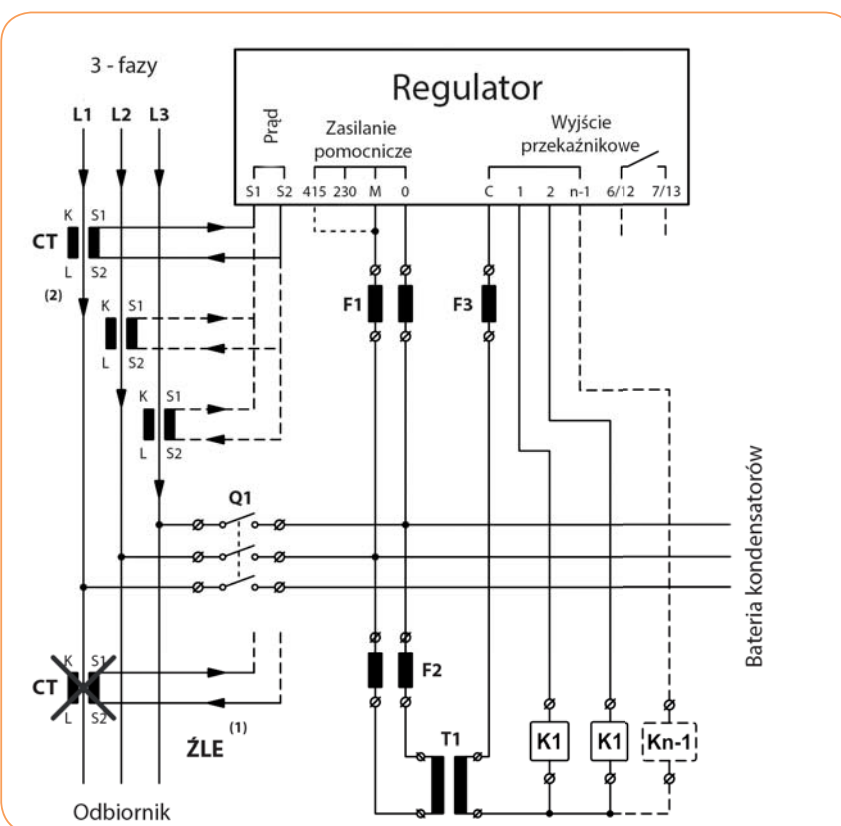 3 - fazy
L1 L2 L3
Regulator
Prąd
Zasilanie
pomocnicze
Wyjście
przekaźnikowe
S1 S2 415 230 M 0 C 1 2 n-1 6/12 7/13
K S1
CT
L S2
(2)
K S1
L S2
K S1
L S2
F1
F3
Q1
Bateria kondensatorów
K S1
CT
L S2
ŹLE (1)
F2
T1
K1 K1 Kn-1
Odbiornik